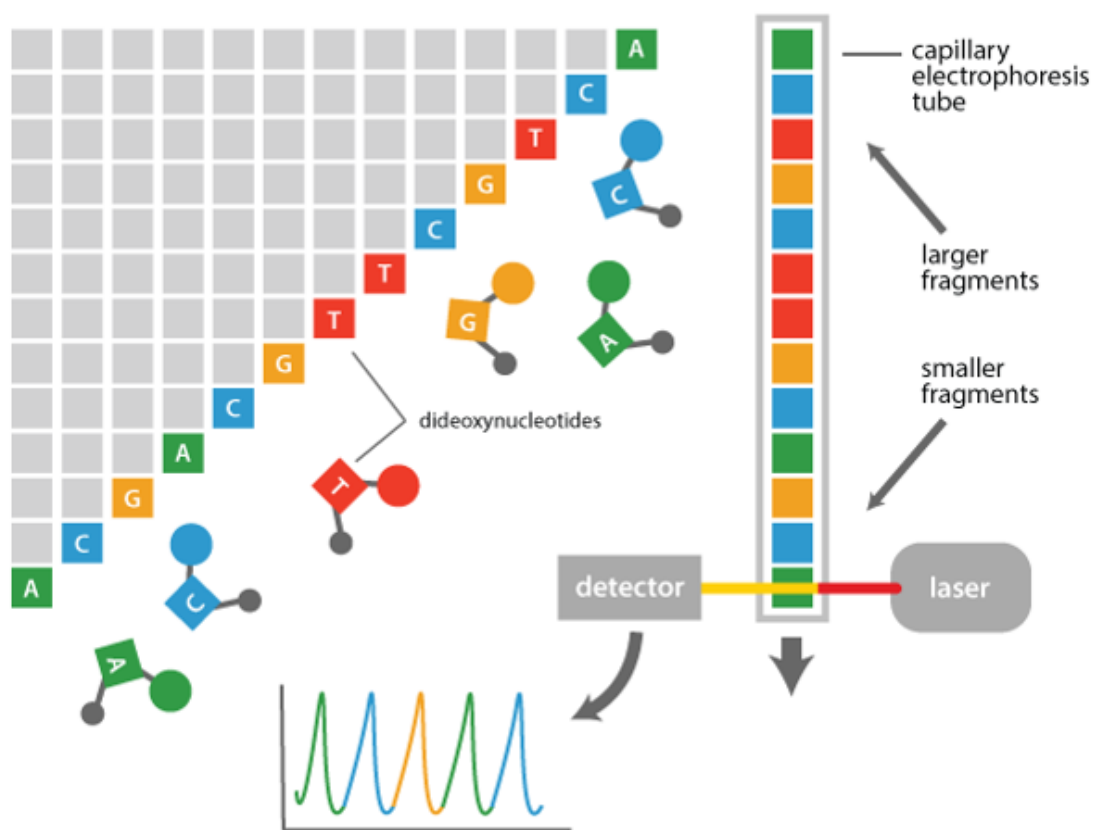 A
C
T
G
C
T
T
G
C
A
G
C
A
C
G
A
T
C
A
dideoxynucleotides
capillary
electrophoresis
tube
larger
fragments
smaller
fragments
detector
laser